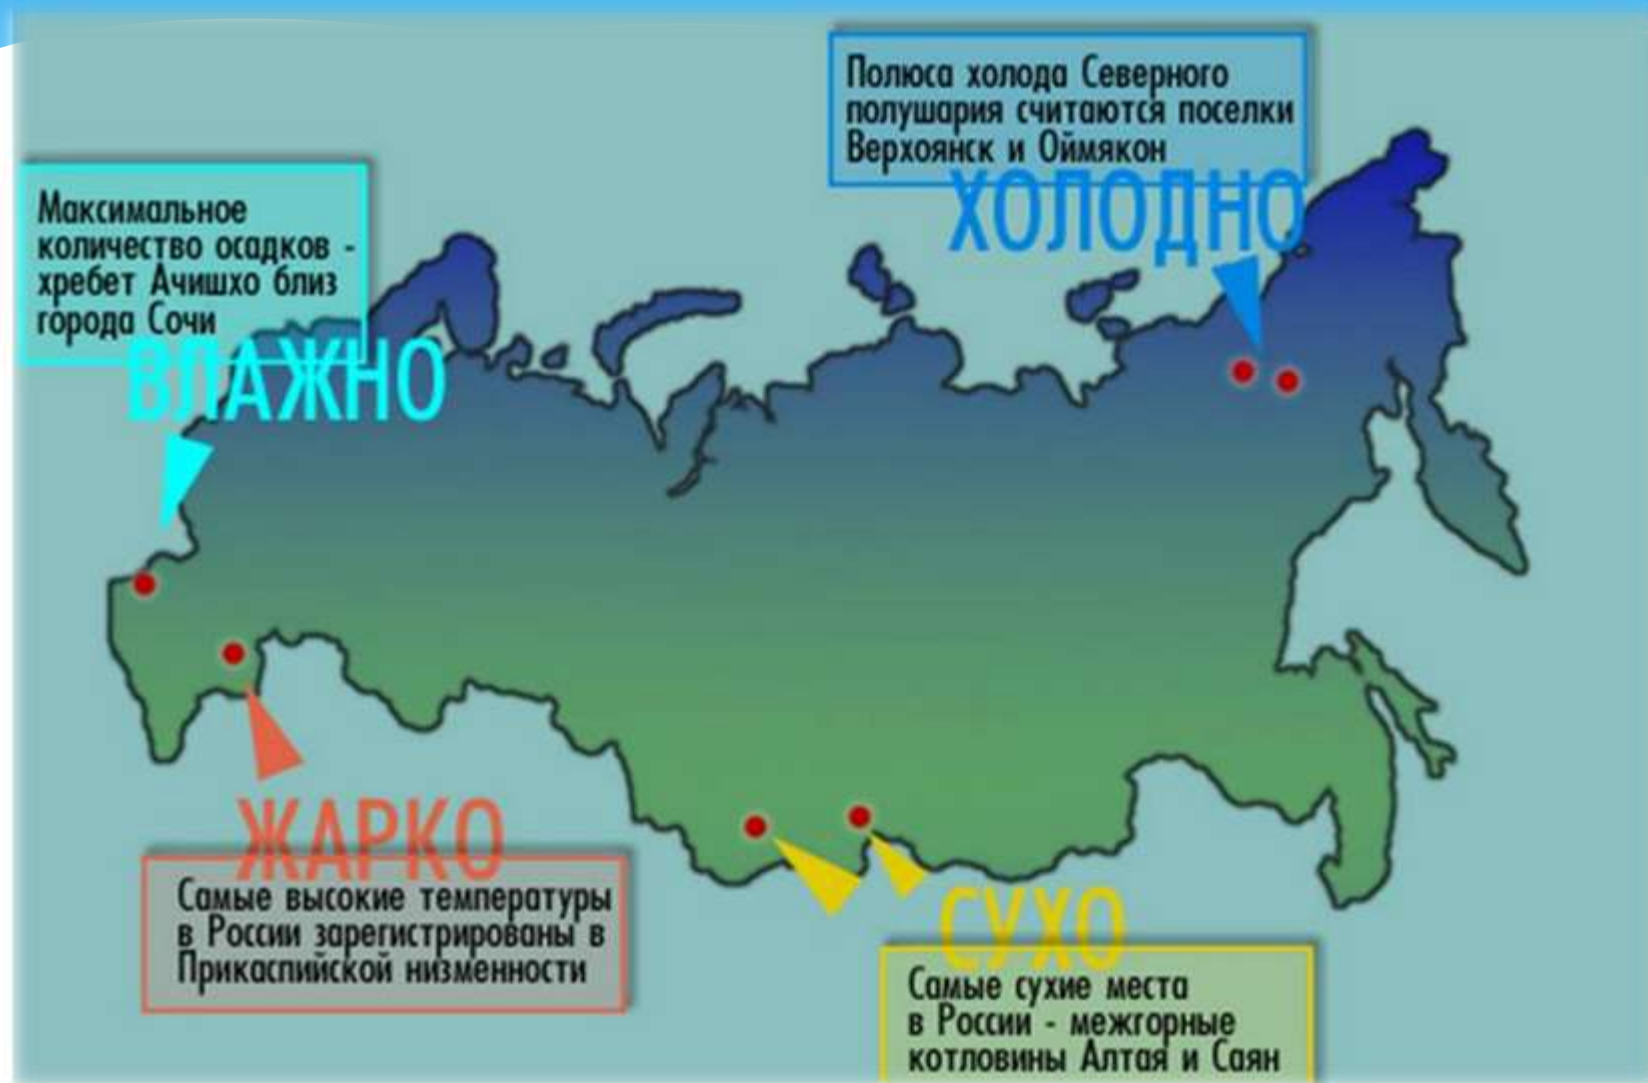 Полюса холода Северного
полушария считаются поселки
Верхоянск и Оймякон
ХОЛОДНО
Максимальное
количество осадков -
хребет Ачишхо близ
города Сочи
ВЛАЖНО
ЖАРКО
Самые высокие температуры
в России зарегистрированы в
Прикаспийской низменности
СУХО
Самые сухие места
в России - межгорные
котловины Алтая и Саян